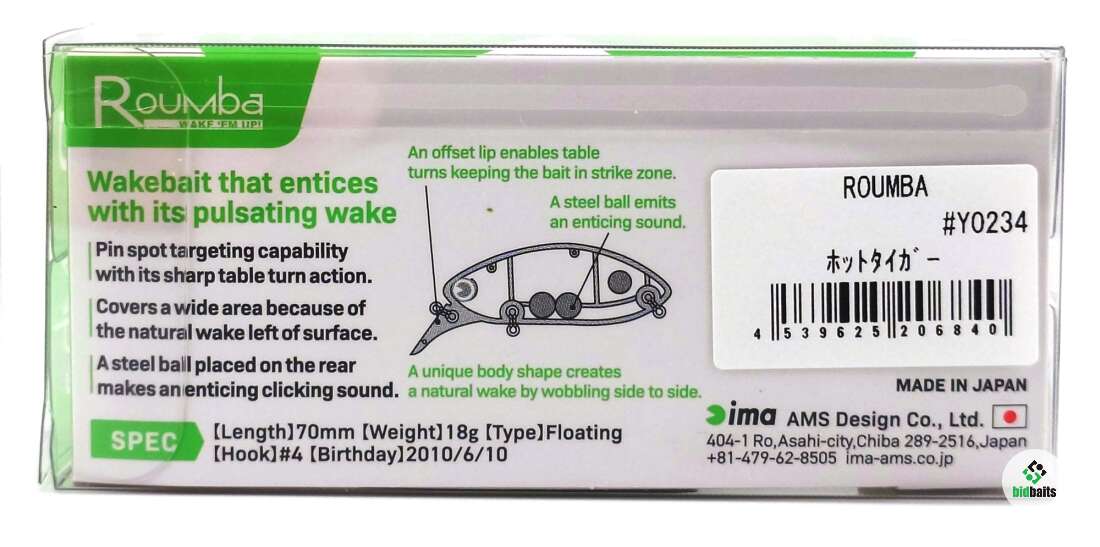 Roumba
WAKE 'EM UP!
Wakebait that entices
with its pulsating wake
Pin spot targeting capability
with its sharp table turn action.
Covers a wide area because of
the natural wake left of surface.
A steel ball placed on the rear
makes an enticing clicking sound.
An offset lip enables table
turns keeping the bait in strike zone.
A steel ball emits
an enticing sound.
A unique body shape creates
a natural wake by wobbling side to side.
SPEC
【Length】70mm 【Weight】18g 【Type】Floating
【Hook】#4 【Birthday】2010/6/10
ROUMBA
#Y0234
ホットタイガー
4 539625 206840
MADE IN JAPAN
ima AMS Design Co., Ltd.
404-1 Ro,Asahi-city,Chiba 289-2516,Japan
+81-479-62-8505 ima-ams.co.jp
bidbaits